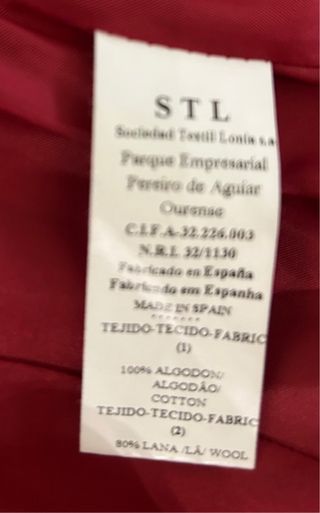 STL
Sociedad Textil Lonia s.a
Parque Empresarial
Pereiro de Aguiar
Ourense
C.I.F.A-32.226.003
N.R.I. 32/1130
Fabricado en España
Fabricado em Espanha
MADE IN SPAIN
*******
TEJIDO-TECIDO-FABRIC
(1)
100% ALGODON/
ALGODÂO/
COTTON
TEJIDO-TECIDO-FABRIC
(2)
80% LANA /LÃ/ WOOL